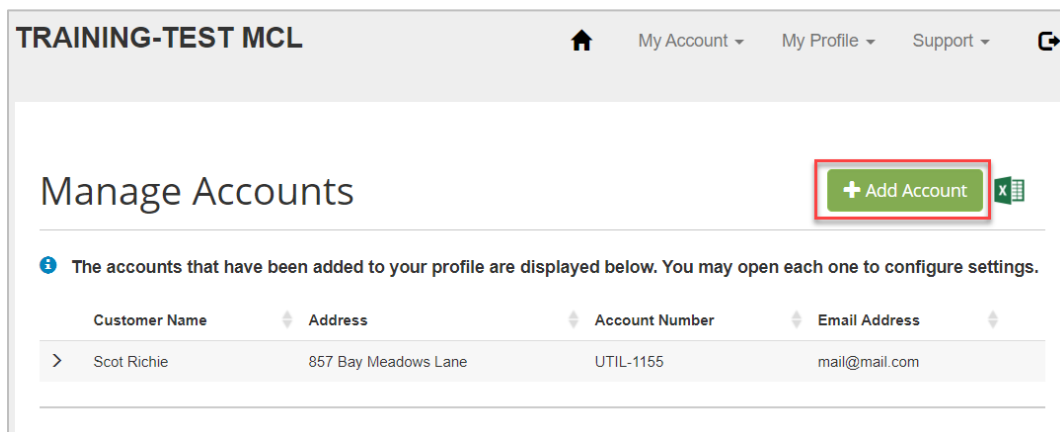 TRAINING-TEST MCL My Account My Profile Support
Manage Accounts + Add Account
The accounts that have been added to your profile are displayed below. You may open each one to configure settings.
Customer Name Address Account Number Email Address
Scot Richie 857 Bay Meadows Lane UTIL-1155 mail@mail.com